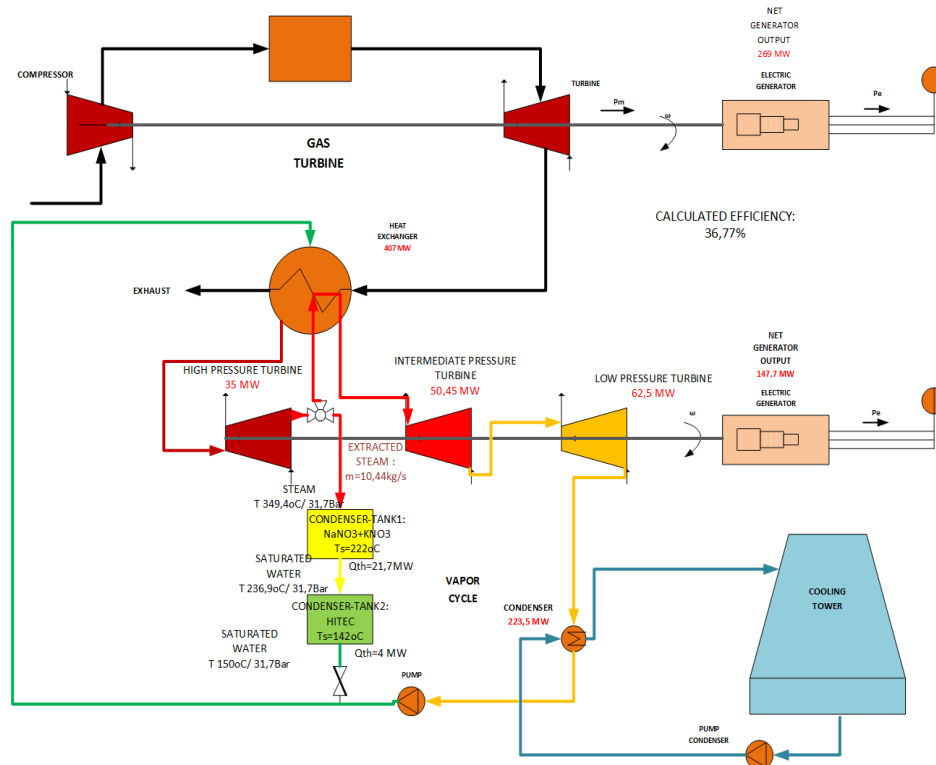 NET
GENERATOR
OUTPUT
269 MW
ELECTRIC
GENERATOR
COMPRESSOR
TURBINE
Pm
ω
Pe
GAS
TURBINE
CALCULATED EFFICIENCY:
36,77%
HEAT
EXCHANGER
407 MW
EXHAUST
NET
GENERATOR
OUTPUT
147,7 MW
ELECTRIC
GENERATOR
HIGH PRESSURE TURBINE
35 MW
INTERMEDIATE PRESSURE
TURBINE
50,45 MW
LOW PRESSURE TURBINE
62,5 MW
ω
Pe
EXTRACTED
STEAM :
m=10,44kg/s
STEAM
T 349,4oC/ 31,7Bar
CONDENSER-TANK1:
NaNO3+KNO3
Ts=222oC
Qth=21,7MW
SATURATED
WATER
T 236,9oC/ 31,7Bar
CONDENSER-TANK2:
HITEC
Ts=142oC
Qth=4 MW
SATURATED
WATER
T 150oC/ 31,7Bar
VAPOR
CYCLE
CONDENSER
223,5 MW
COOLING
TOWER
PUMP
PUMP
CONDENSER